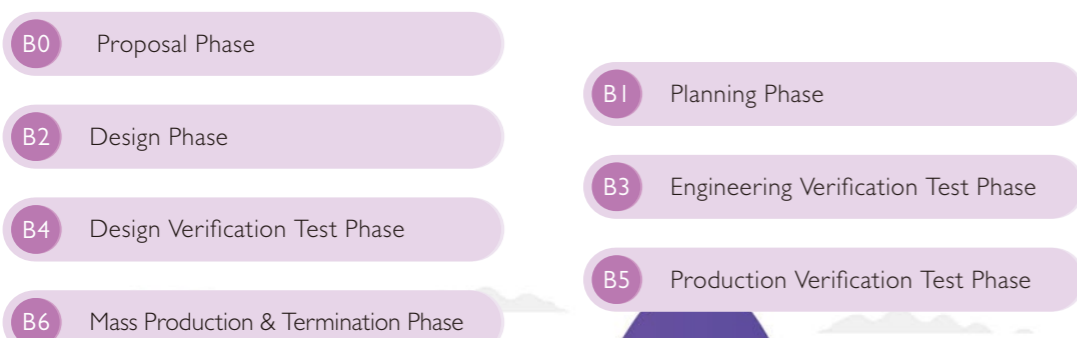 B0 Proposal Phase
B1 Planning Phase
B2 Design Phase
B3 Engineering Verification Test Phase
B4 Design Verification Test Phase
B5 Production Verification Test Phase
B6 Mass Production & Termination Phase